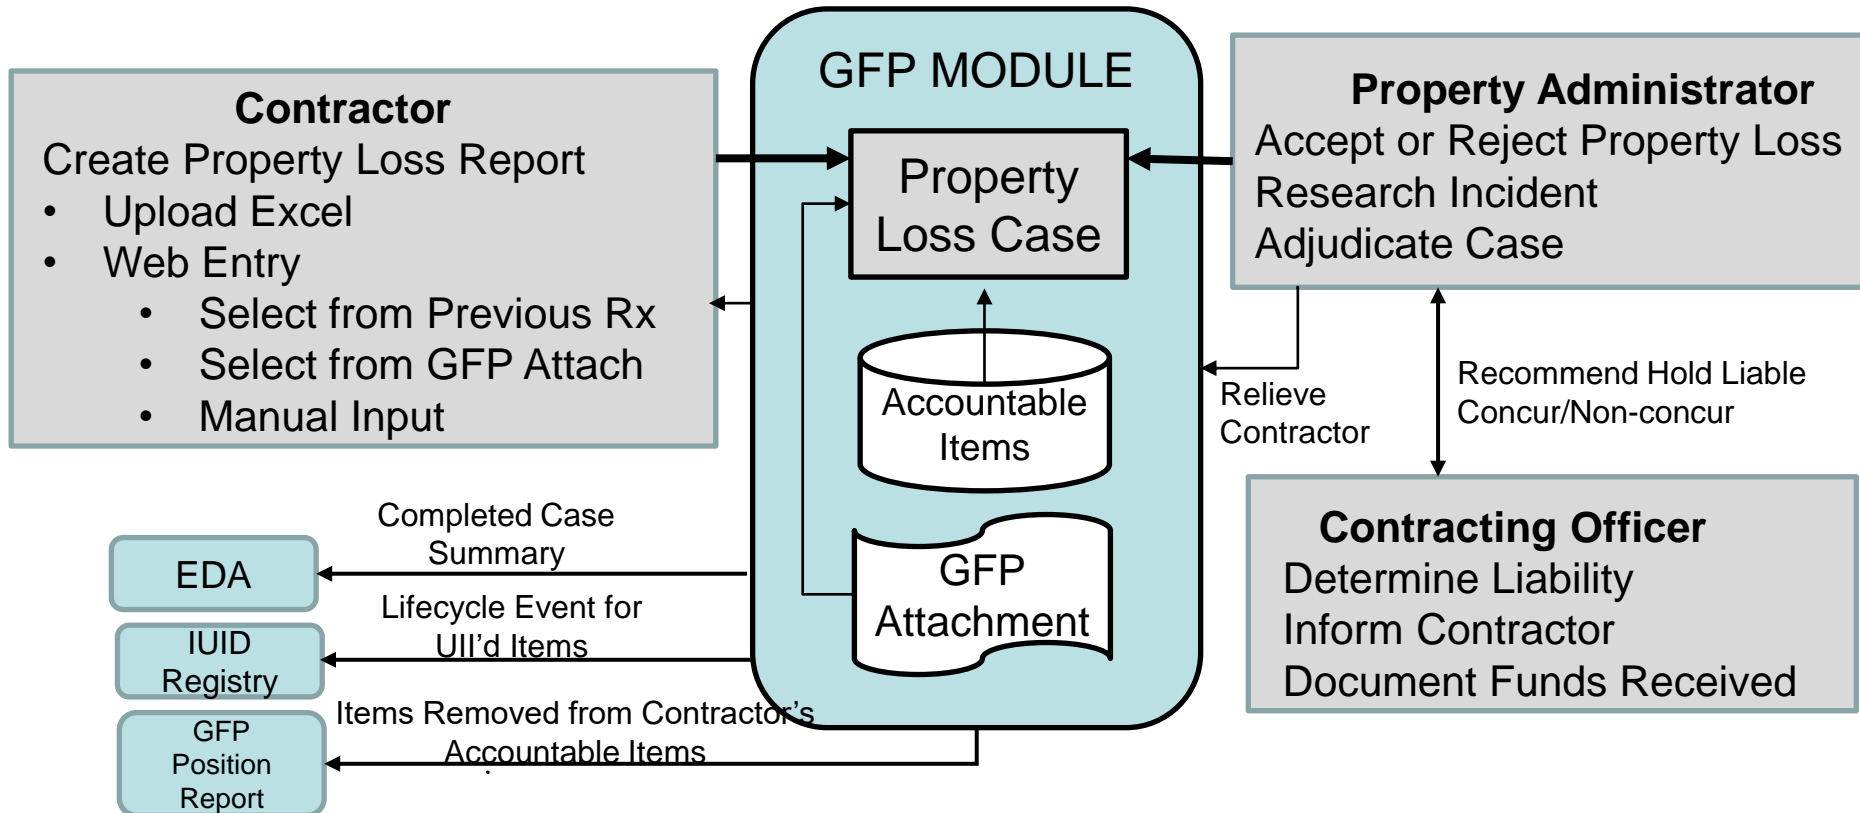 GFP MODULE
Contractor
Create Property Loss Report
• Upload Excel
• Web Entry
• Select from Previous Rx
• Select from GFP Attach
• Manual Input
Property
Loss Case
Accountable
Items
GFP
Attachment
Property Administrator
Accept or Reject Property Loss
Research Incident
Adjudicate Case
Relieve
Contractor
Recommend Hold Liable
Concur/Non-concur
Contracting Officer
Determine Liability
Inform Contractor
Document Funds Received
Completed Case
Summary
EDA
Lifecycle Event for
UII’d Items
IUID
Registry
Items Removed from Contractor’s
Accountable Items
GFP
Position
Report